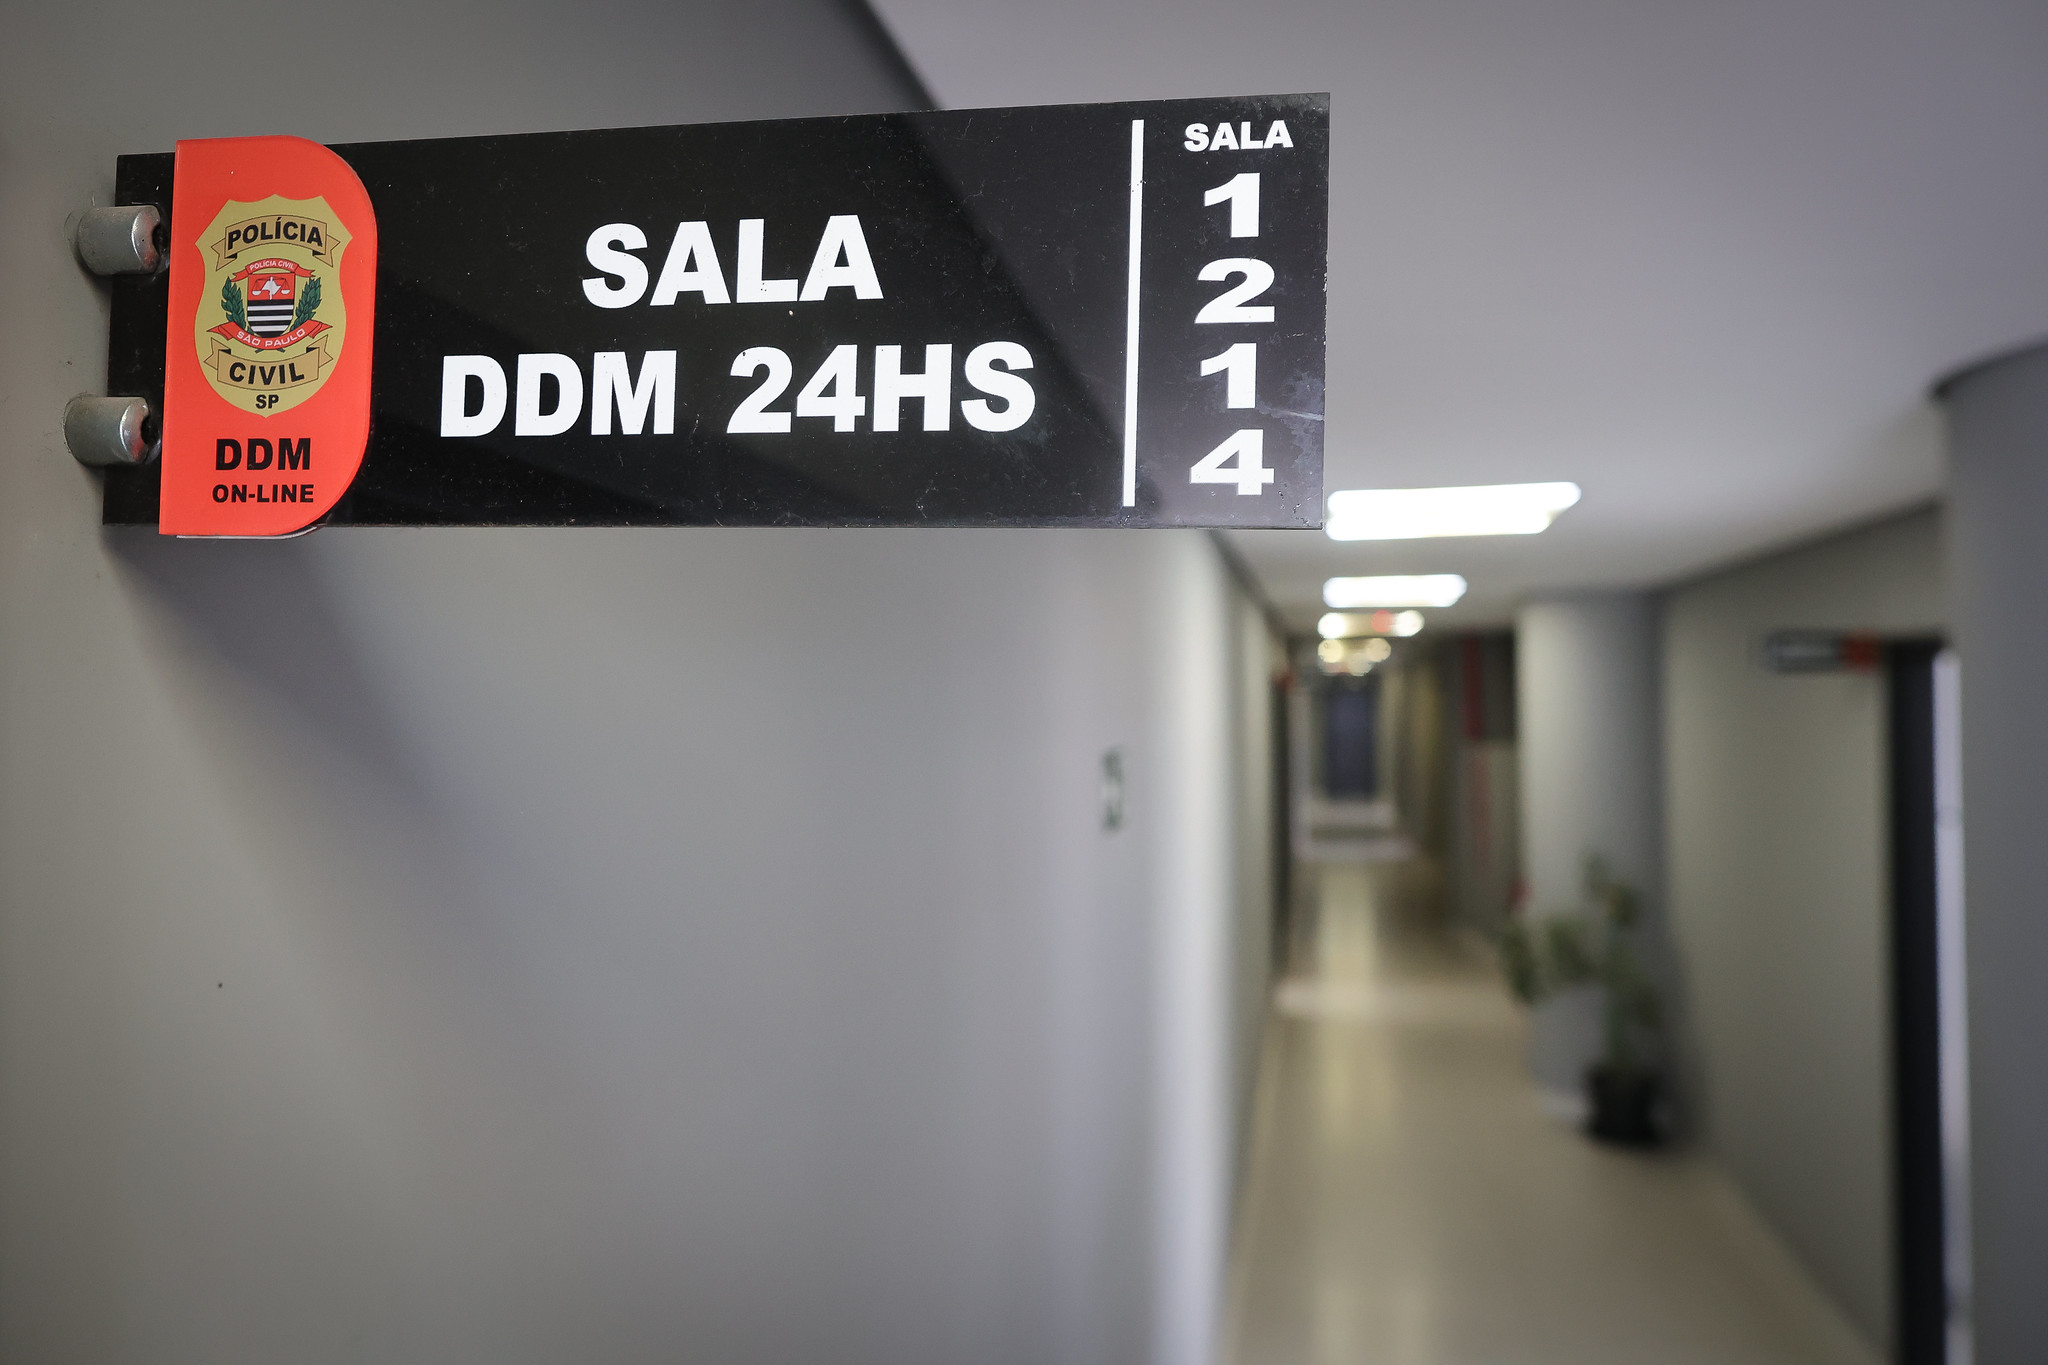 POLÍCIA
POLÍCIA CIVIL
SÃO PAULO
CIVIL
SP
DDM
ON-LINE
SALA
DDM 24HS
SALA
1
2
1
4